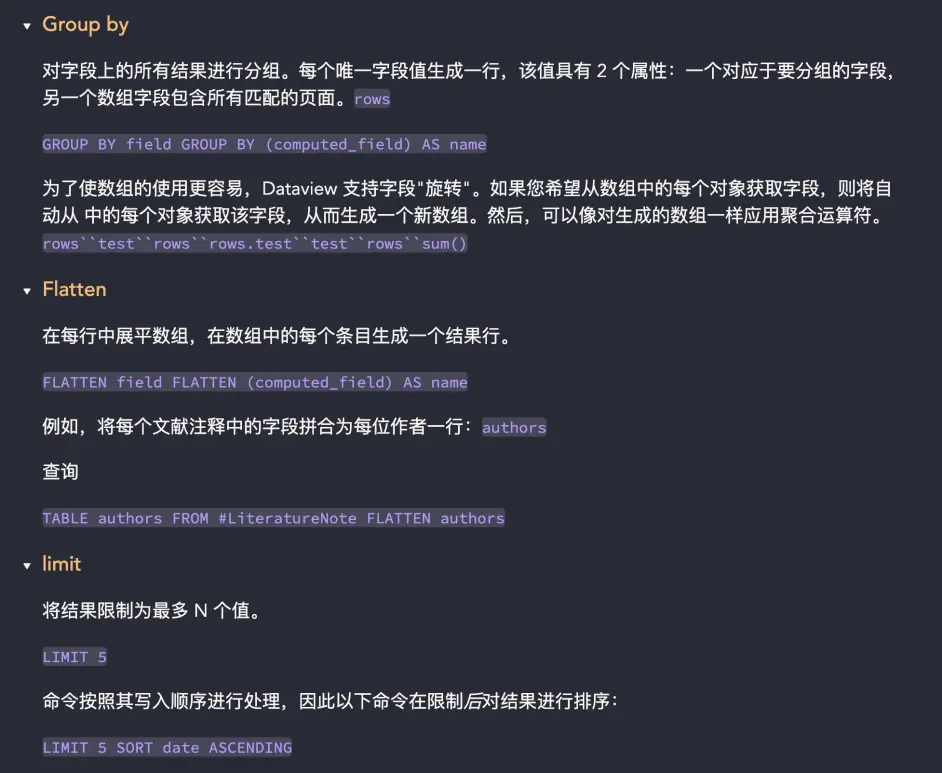 Group by
对字段上的所有结果进行分组。每个唯一字段值生成一行，该值具有 2 个属：一个对应于要分组的字段，
另一个数组字段包含所有匹配的页面。rows
GROUP BY field GROUP BY (computed_field) AS name
为了使数组的使用更容易，Dataview 支持字段"旋转"。如果您希望从数组中的每个对象获取字段，则将自
动从 中的每个对象获取该字段，从而生成一个新数组。然后，可以像对生成的数组一样应用聚合运算符。
rows``test``rows``rows.test``test``rows``sum()
Flatten
在每行中展平数组，在数组中的每个条目生成一个结果行。
FLATTEN field FLATTEN (computed_field) AS name
例如，将每个文献注释中的字段拼合为每位作者一行：authors
查询
TABLE authors FROM #LiteratureNote FLATTEN authors
limit
将结果限制为最多 N 个值。
LIMIT 5
命令按照其写入顺序进行处理，因此以下命令在限制后对结果进行排序：
LIMIT 5 SORT date ASCENDING